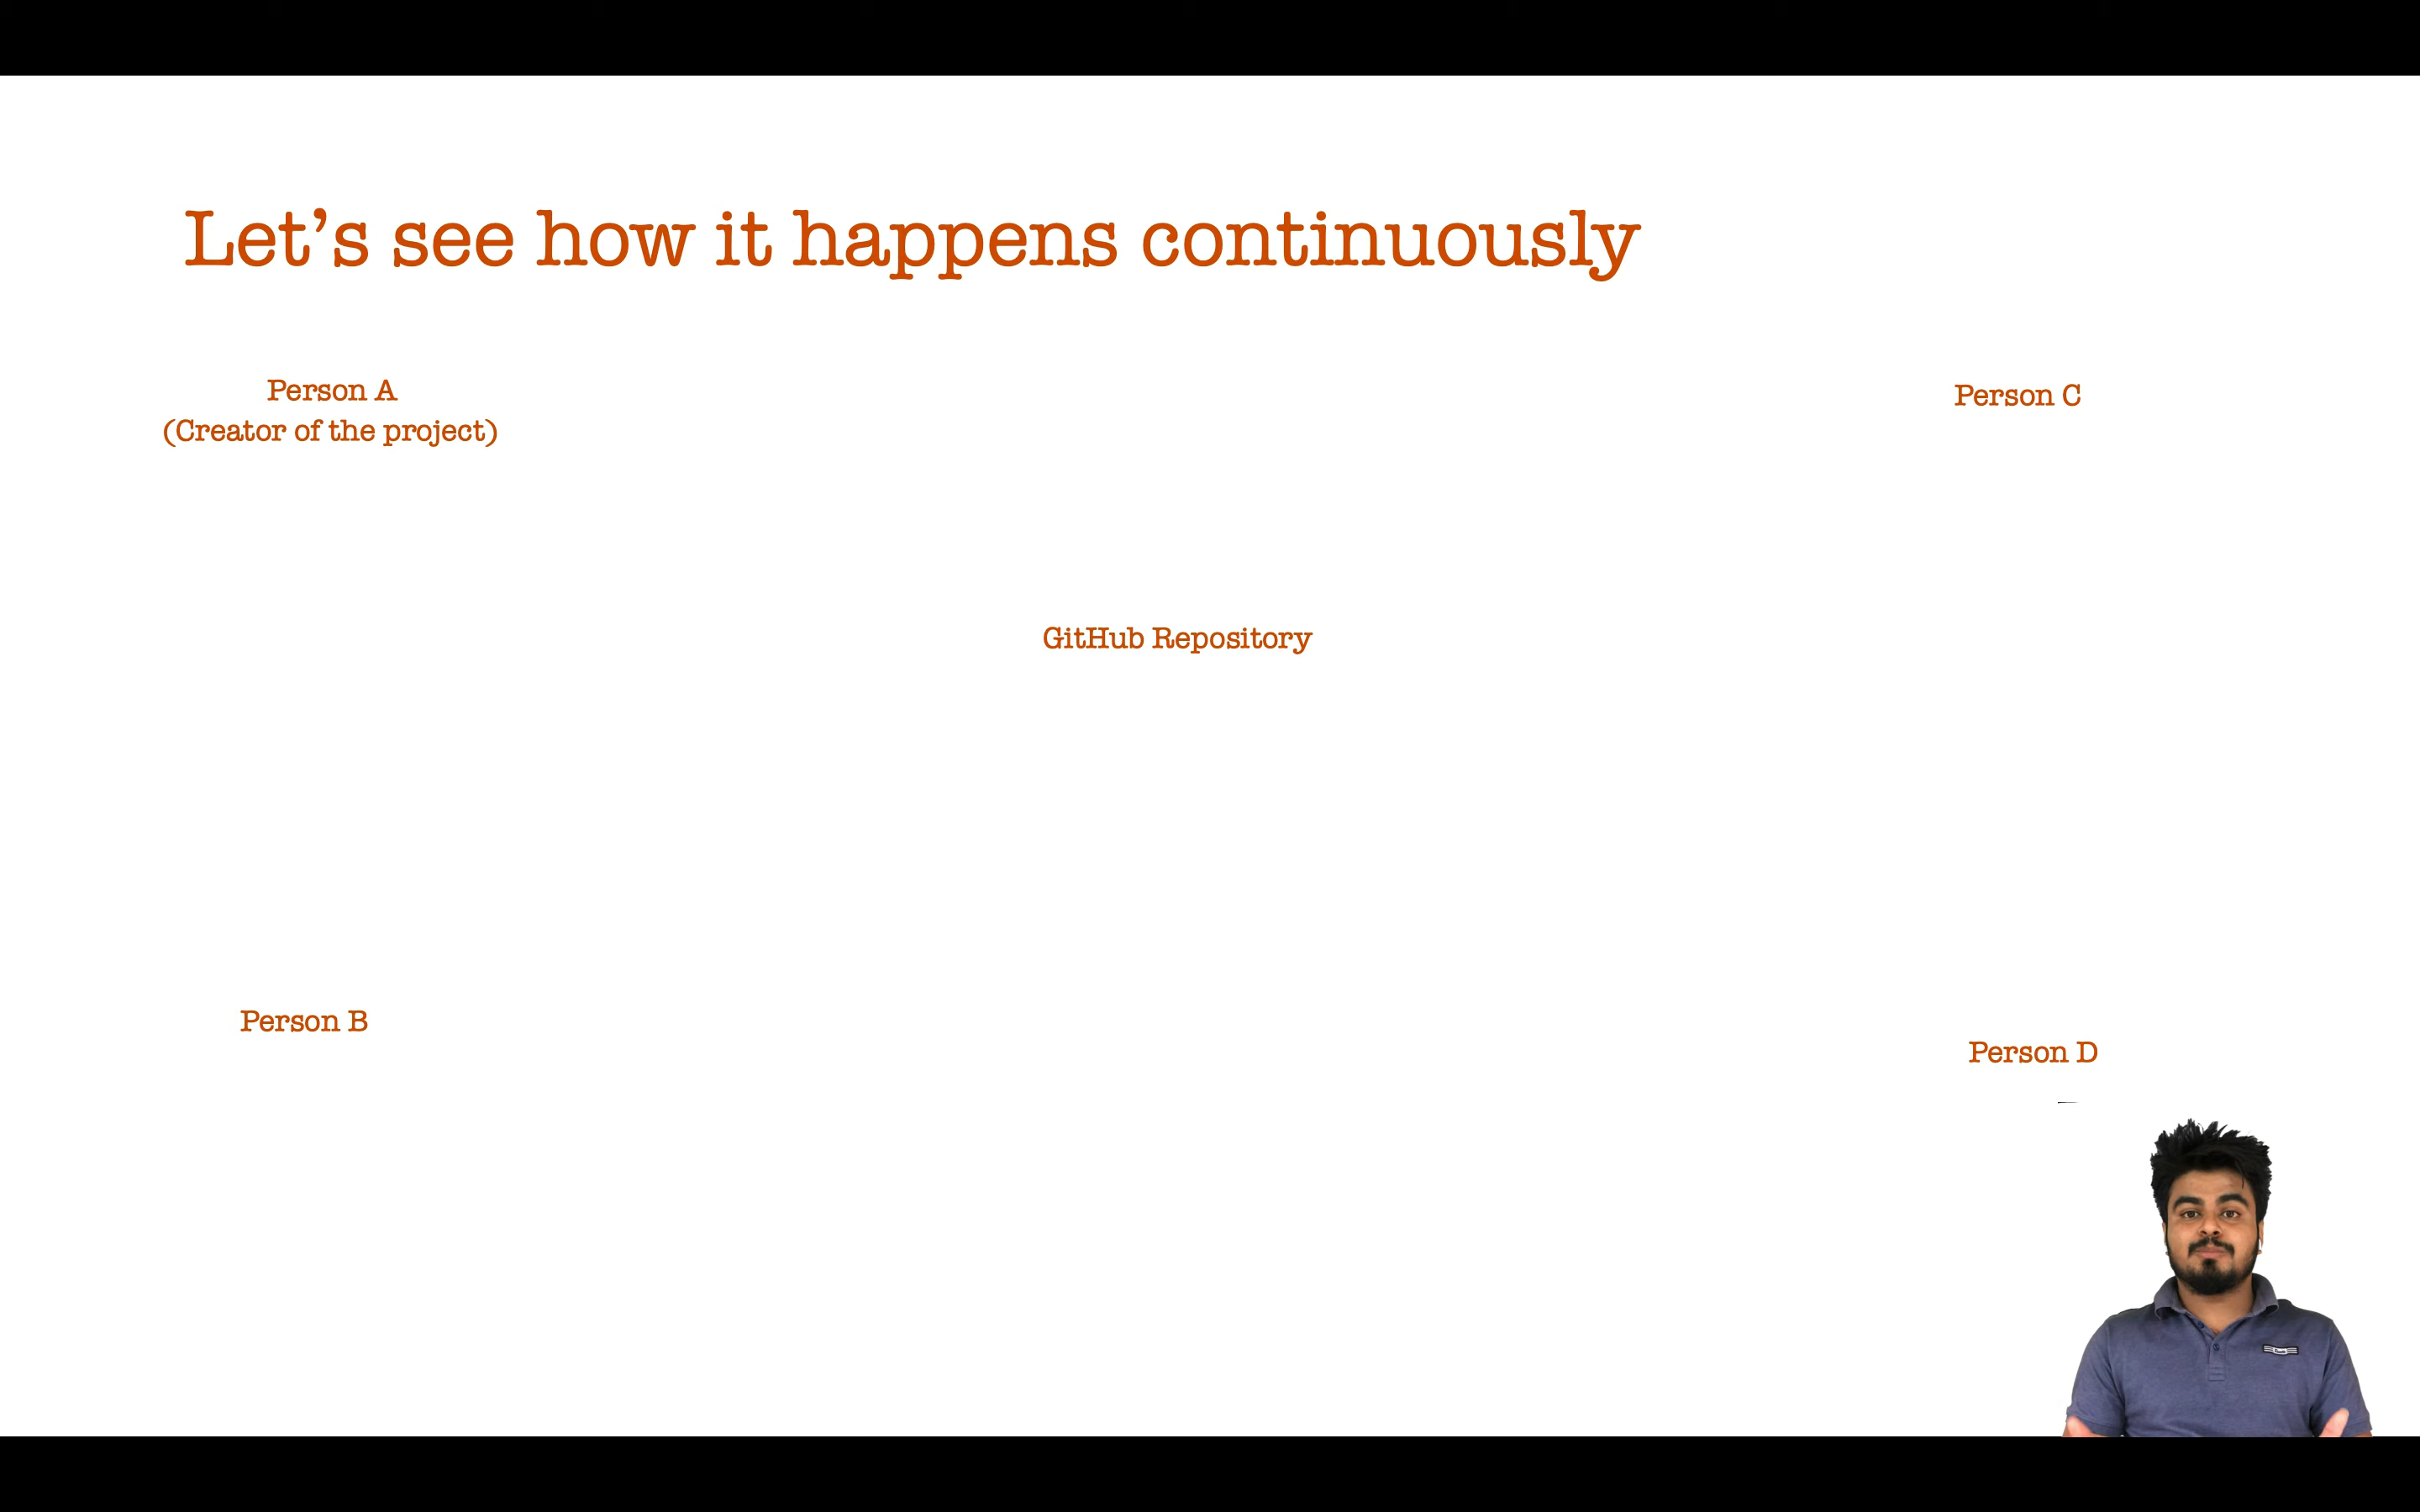 Let’s see how it happens continuously
Person A
(Creator of the project)
Person C
GitHub Repository
Person B
Person D